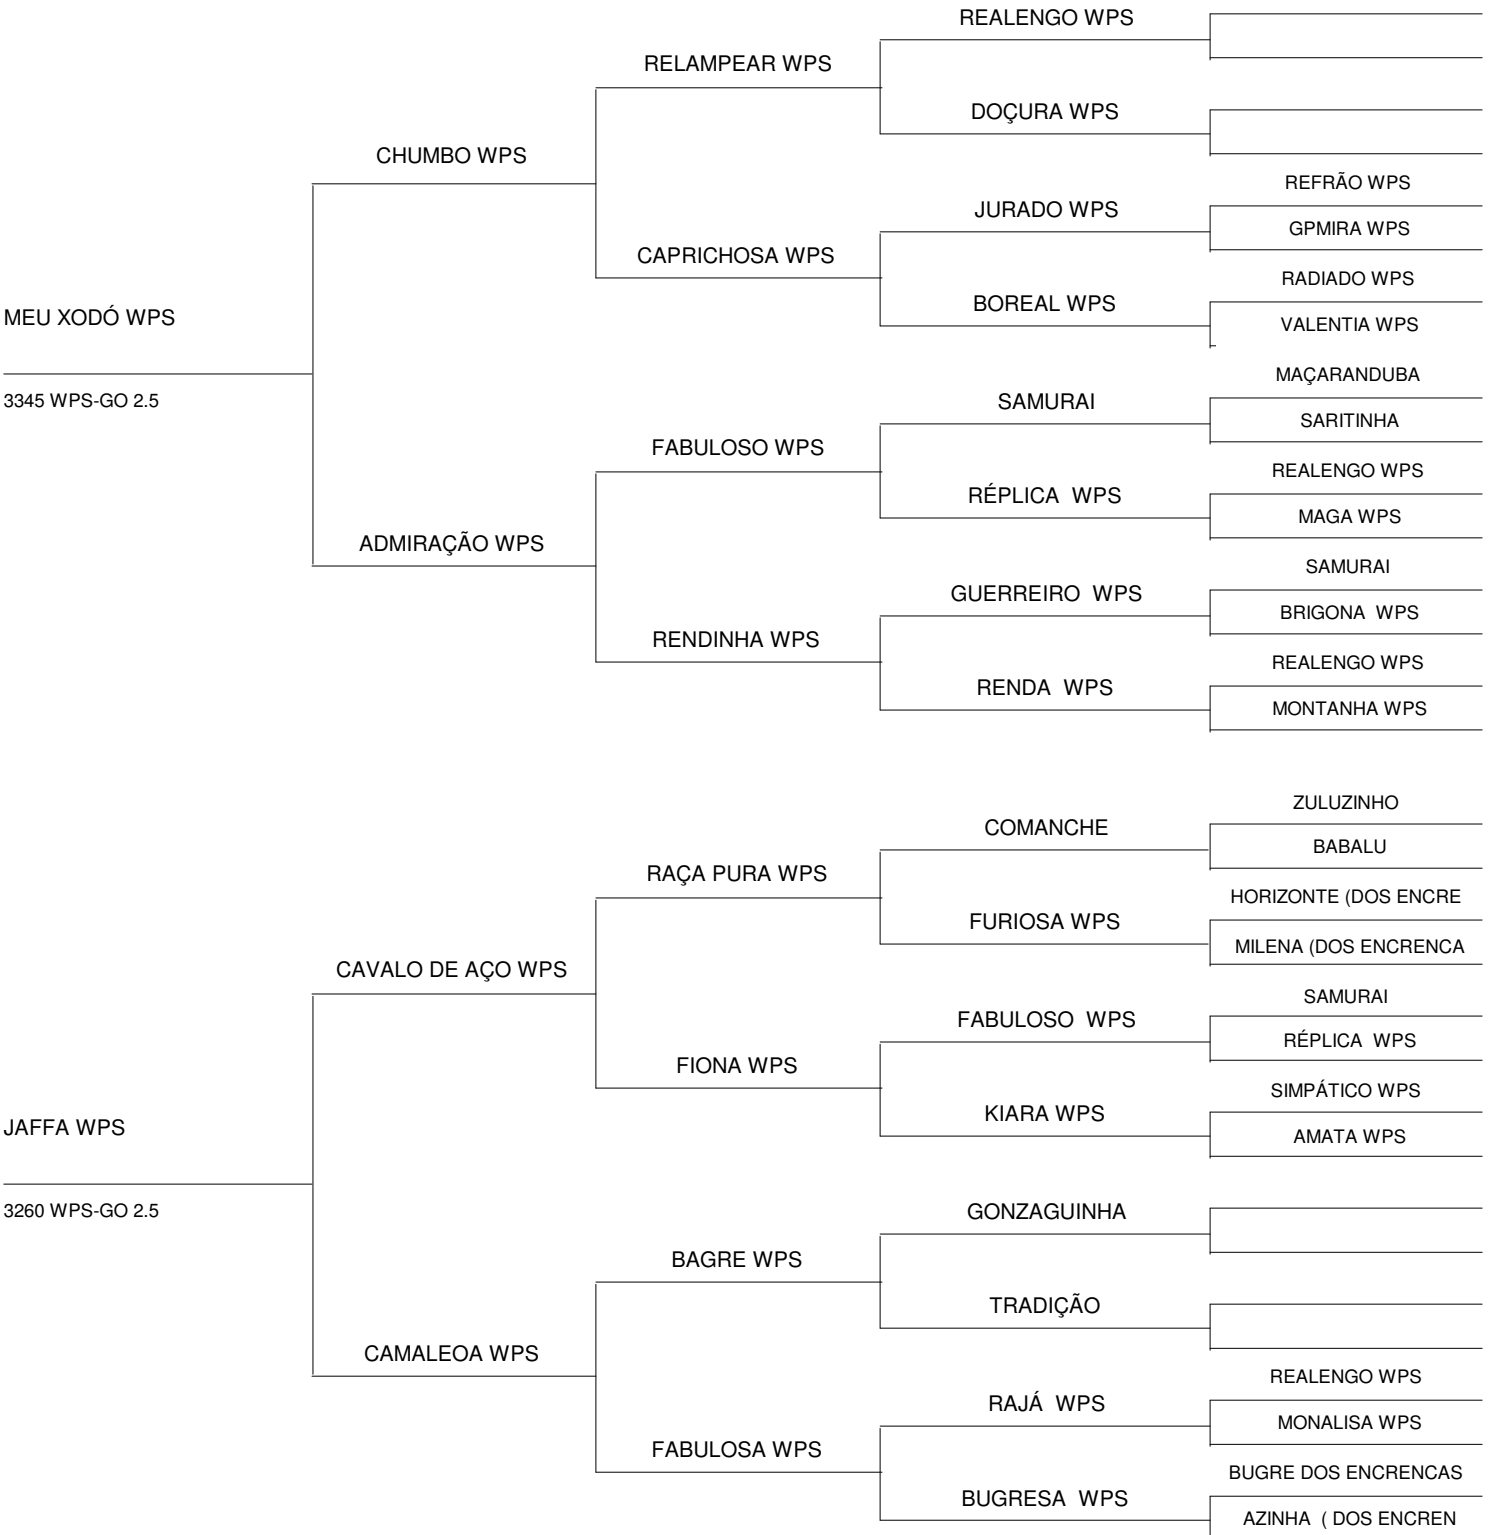 REALENGO WPS
RELAMPEAR WPS
DOÇURA WPS
CHUMBO WPS
REFRÃO WPS
JURADO WPS
GPMIRA WPS
CAPRICHOSA WPS
RADIADO WPS
BOREAL WPS
VALENTIA WPS
MEU XODÓ WPS
3345 WPS-GO 2.5
MAÇARANDUBA
SAMURAI
SARITINHA
FABULOSO WPS
REALENGO WPS
RÉPLICA  WPS
MAGA WPS
ADMIRAÇÃO WPS
SAMURAI
GUERREIRO  WPS
BRIGONA  WPS
RENDINHA WPS
REALENGO WPS
RENDA  WPS
MONTANHA WPS
ZULUZINHO
COMANCHE
BABALU
RAÇA PURA WPS
HORIZONTE (DOS ENCRE
FURIOSA WPS
MILENA (DOS ENCRENCA
CAVALO DE AÇO WPS
SAMURAI
FABULOSO  WPS
RÉPLICA  WPS
FIONA WPS
SIMPÁTICO WPS
KIARA WPS
AMATA WPS
JAFFA WPS
3260 WPS-GO 2.5
GONZAGUINHA
BAGRE WPS
TRADIÇÃO
CAMALEOA WPS
REALENGO WPS
RAJÁ  WPS
MONALISA WPS
FABULOSA WPS
BUGRE DOS ENCRENCAS
BUGRESA  WPS
AZINHA  ( DOS ENCREN